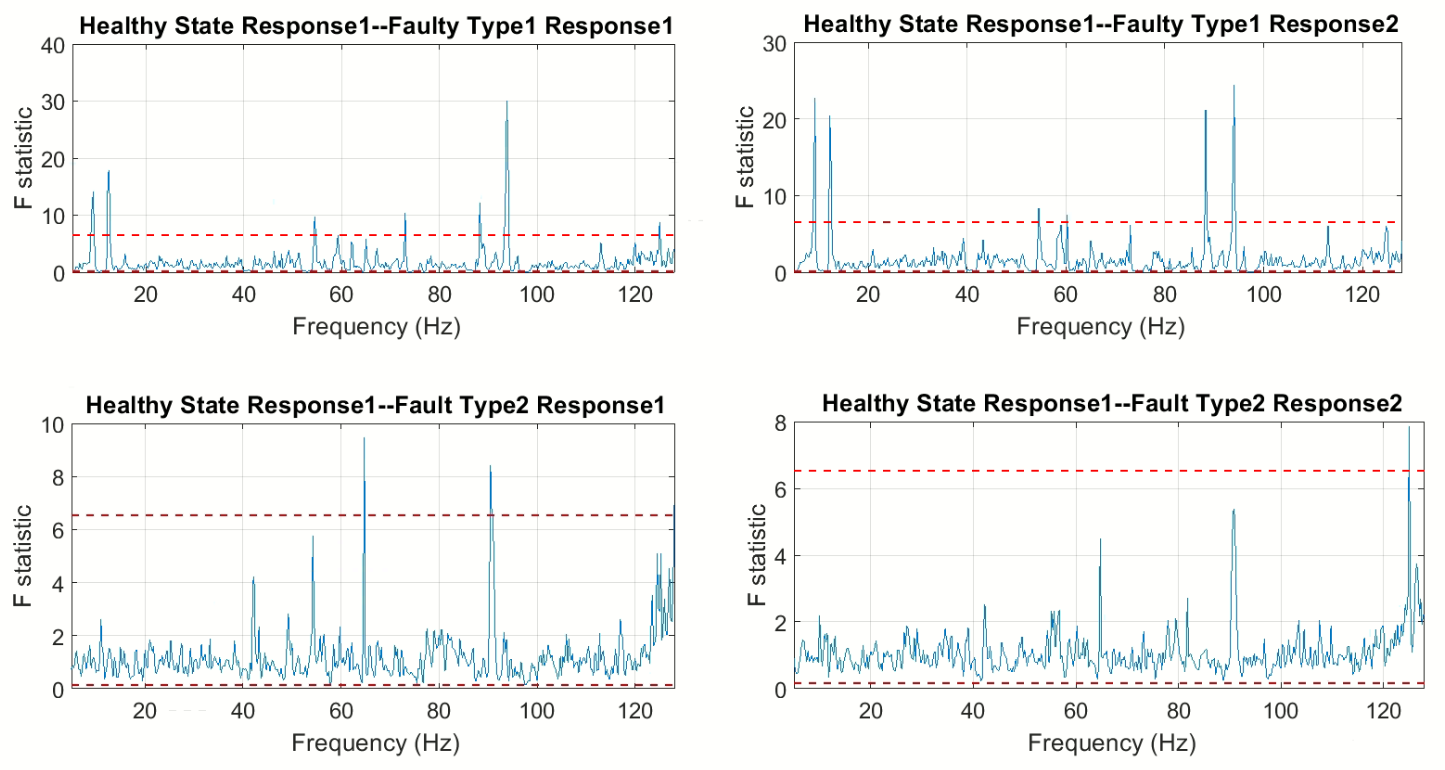 Healthy State Response1--Faulty Type1 Response1
40
30
20
10
0
F statistic
20 40 60 80 100 120
Frequency (Hz)
Healthy State Response1--Faulty Type1 Response2
30
20
10
0
F statistic
20 40 60 80 100 120
Frequency (Hz)
Healthy State Response1--Fault Type2 Response1
10
8
6
4
2
0
F statistic
20 40 60 80 100 120
Frequency (Hz)
Healthy State Response1--Fault Type2 Response2
8
6
4
2
0
F statistic
20 40 60 80 100 120
Frequency (Hz)